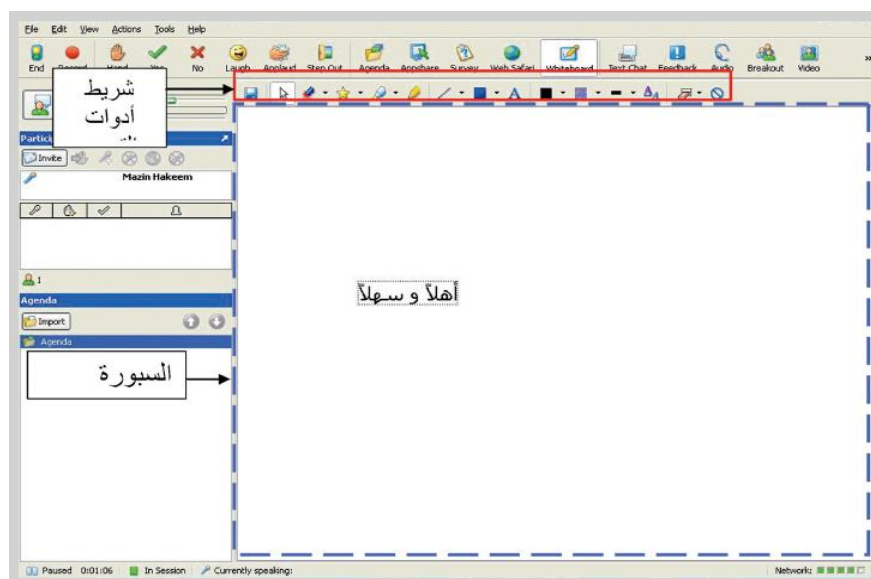 File Edit View Actions Tools Help
End Record Hand Yes No Laugh Applaud Step Out Agenda Appshare Survey Web Safari Whiteboard Text Chat Feedback Audio Breakout Video
شريط
أدوات
Invite
Mazin Hakeem
1
Agenda
Import
Agenda
أهلاً و سهلاً
السبورة
Paused 0:01:06 In Session Currently speaking: Network: